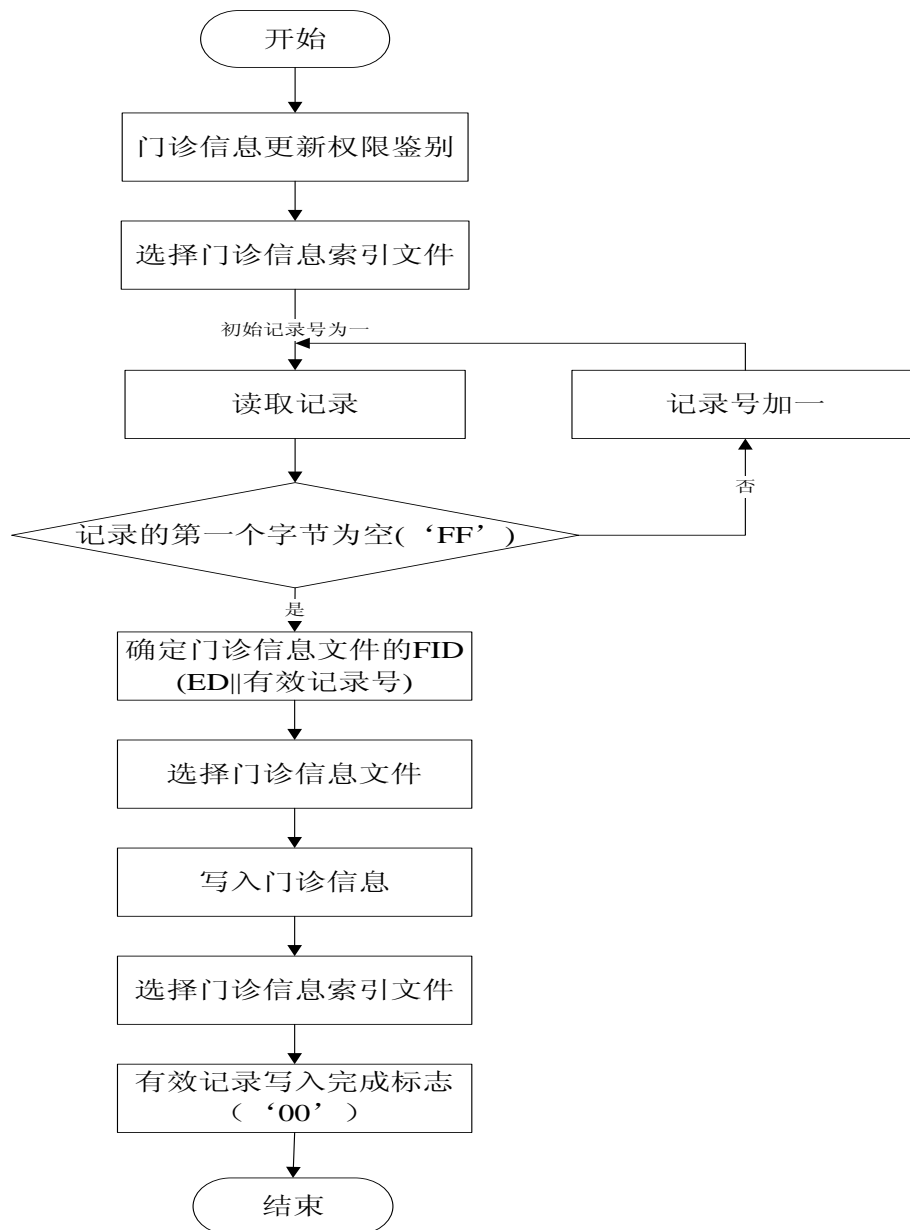 开始
门诊信息更新权限鉴别
选择门诊信息索引文件
初始记录号为一
读取记录
记录号加一
否
记录的第一个字节为空(‘FF’)
是
确定门诊信息文件的FID
(ED||有效记录号)
选择门诊信息文件
写入门诊信息
选择门诊信息索引文件
有效记录写入完成标志
（‘00’）
结束